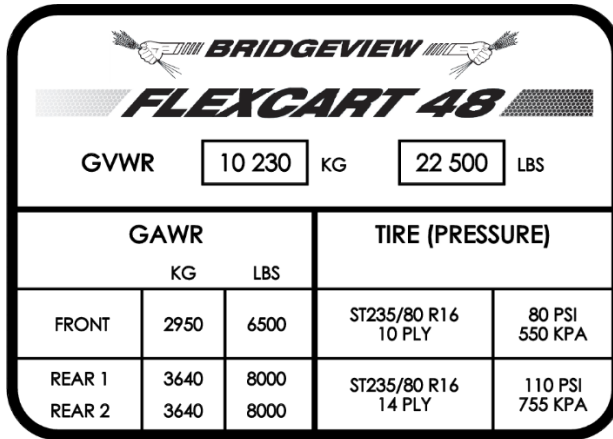 BRIDGEVIEW
FLEXCART 48
GVWR 10 230 KG 22 500 LBS
GAWR TIRE (PRESSURE)
KG LBS
FRONT 2950 6500 ST235/80 R16 10 PLY 80 PSI 550 KPA
REAR 1 3640 8000 ST235/80 R16 14 PLY 110 PSI 755 KPA
REAR 2 3640 8000